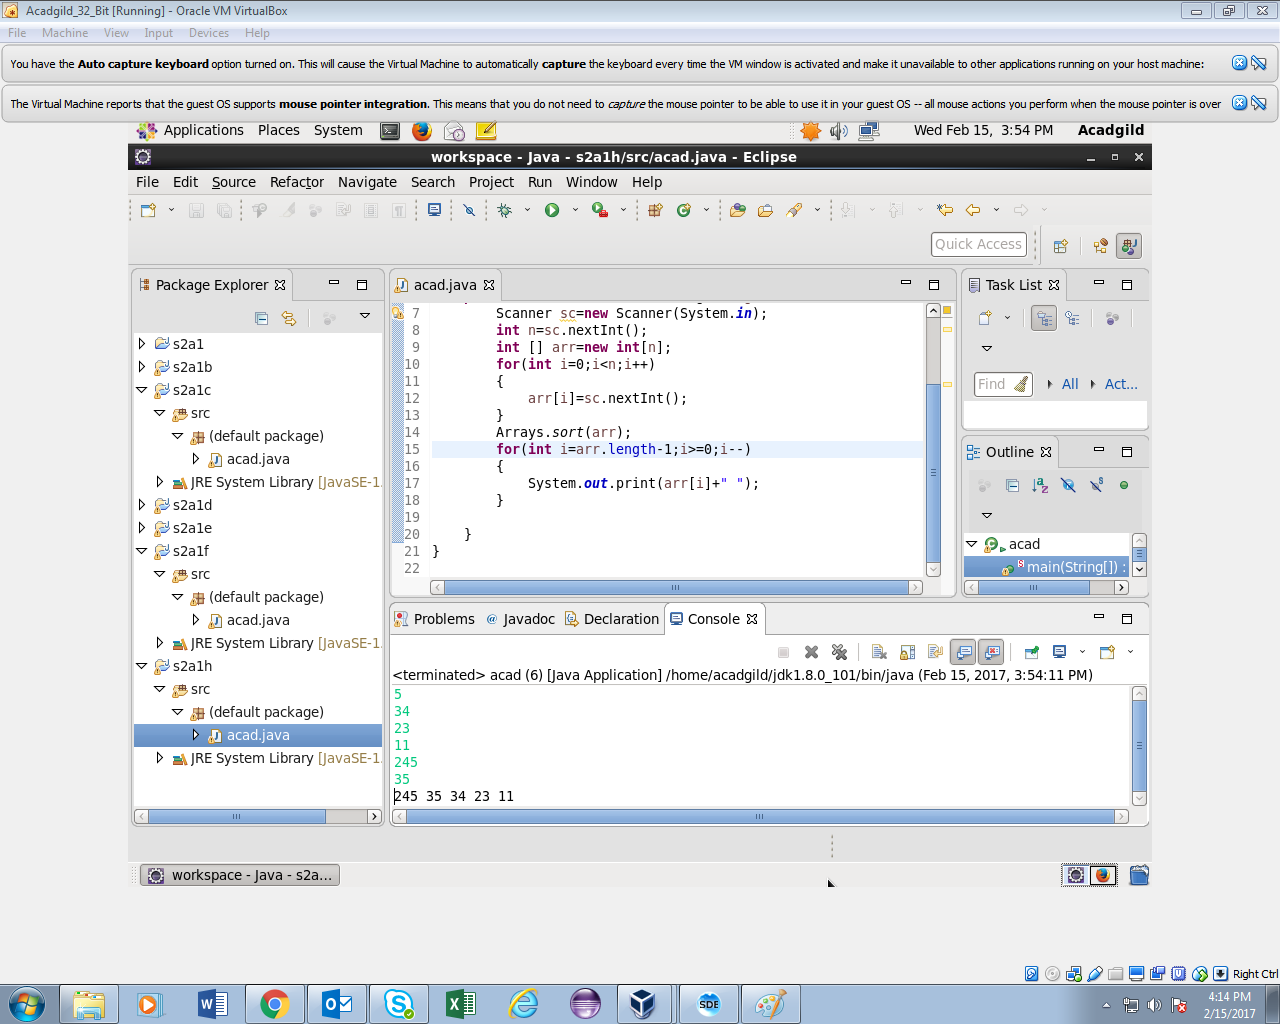 Acadgild_32_Bit [Running] - Oracle VM VirtualBox
File Machine View Input Devices Help
You have the Auto capture keyboard option turned on. This will cause the Virtual Machine to automatically capture the keyboard every time the VM window is activated and make it unavailable to other applications running on your host machine:
The Virtual Machine reports that the guest OS supports mouse pointer integration. This means that you do not need to capture the mouse pointer to be able to use it in your guest OS -- all mouse actions you perform when the mouse pointer is over
Applications Places System Wed Feb 15, 3:54 PM Acadgild
workspace - Java - s2a1h/src/acad.java - Eclipse
File Edit Source Refactor Navigate Search Project Run Window Help
Quick Access
Package Explorer
s2a1
s2a1b
s2a1c
src
(default package)
acad.java
JRE System Library [JavaSE-1.
s2a1d
s2a1e
s2a1f
src
(default package)
acad.java
JRE System Library [JavaSE-1.
s2a1h
src
(default package)
acad.java
JRE System Library [JavaSE-1.
acad.java
7 Scanner sc=new Scanner(System.in);
8 int n=sc.nextInt();
9 int [] arr=new int[n];
10 for(int i=0;i<n;i++)
11 {
12 arr[i]=sc.nextInt();
13 }
14 Arrays.sort(arr);
15 for(int i=arr.length-1;i>=0;i--)
16 {
17 System.out.print(arr[i]+" ");
18 }
19
20 }
21 }
22
Task List
Find All Act...
Outline
acad
main(String[]) :
Problems Javadoc Declaration Console
<terminated> acad (6) [Java Application] /home/acadgild/jdk1.8.0_101/bin/java (Feb 15, 2017, 3:54:11 PM)
5
34
23
11
245
35
245 35 34 23 11
workspace - Java - s2a...
Right Ctrl
SDE
4:14 PM
2/15/2017